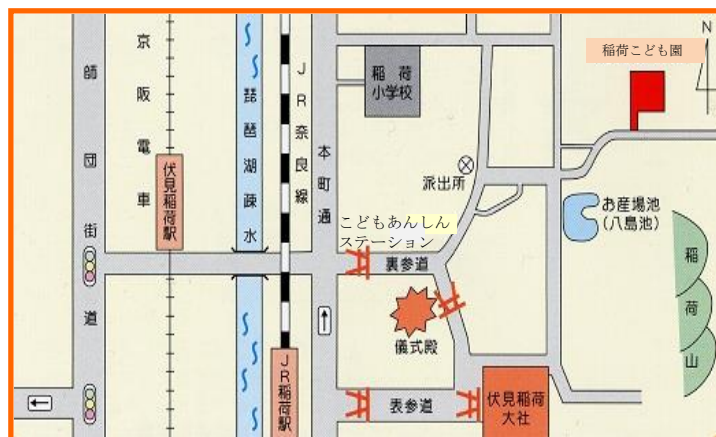 師団街道
京阪電車
伏見稲荷駅
琵琶湖疎水
JR奈良線
JR稲荷駅
本町通
稲荷
小学校
派出所
こどもあんしん
ステーション
裏参道
儀式殿
表参道
伏見稲荷
大社
稲荷こども園
N
お産場池
(八島池)
稲荷山